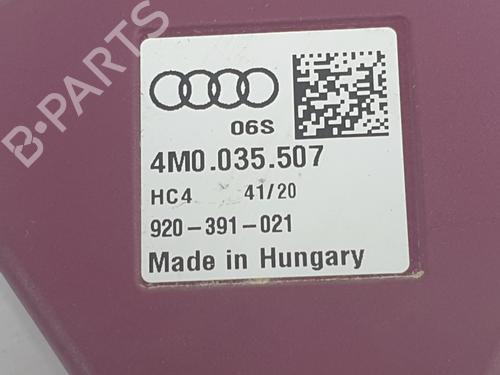 06S
4M0.035.507
HC4 41/20
920-391-021
Made in Hungary
B-PARTS